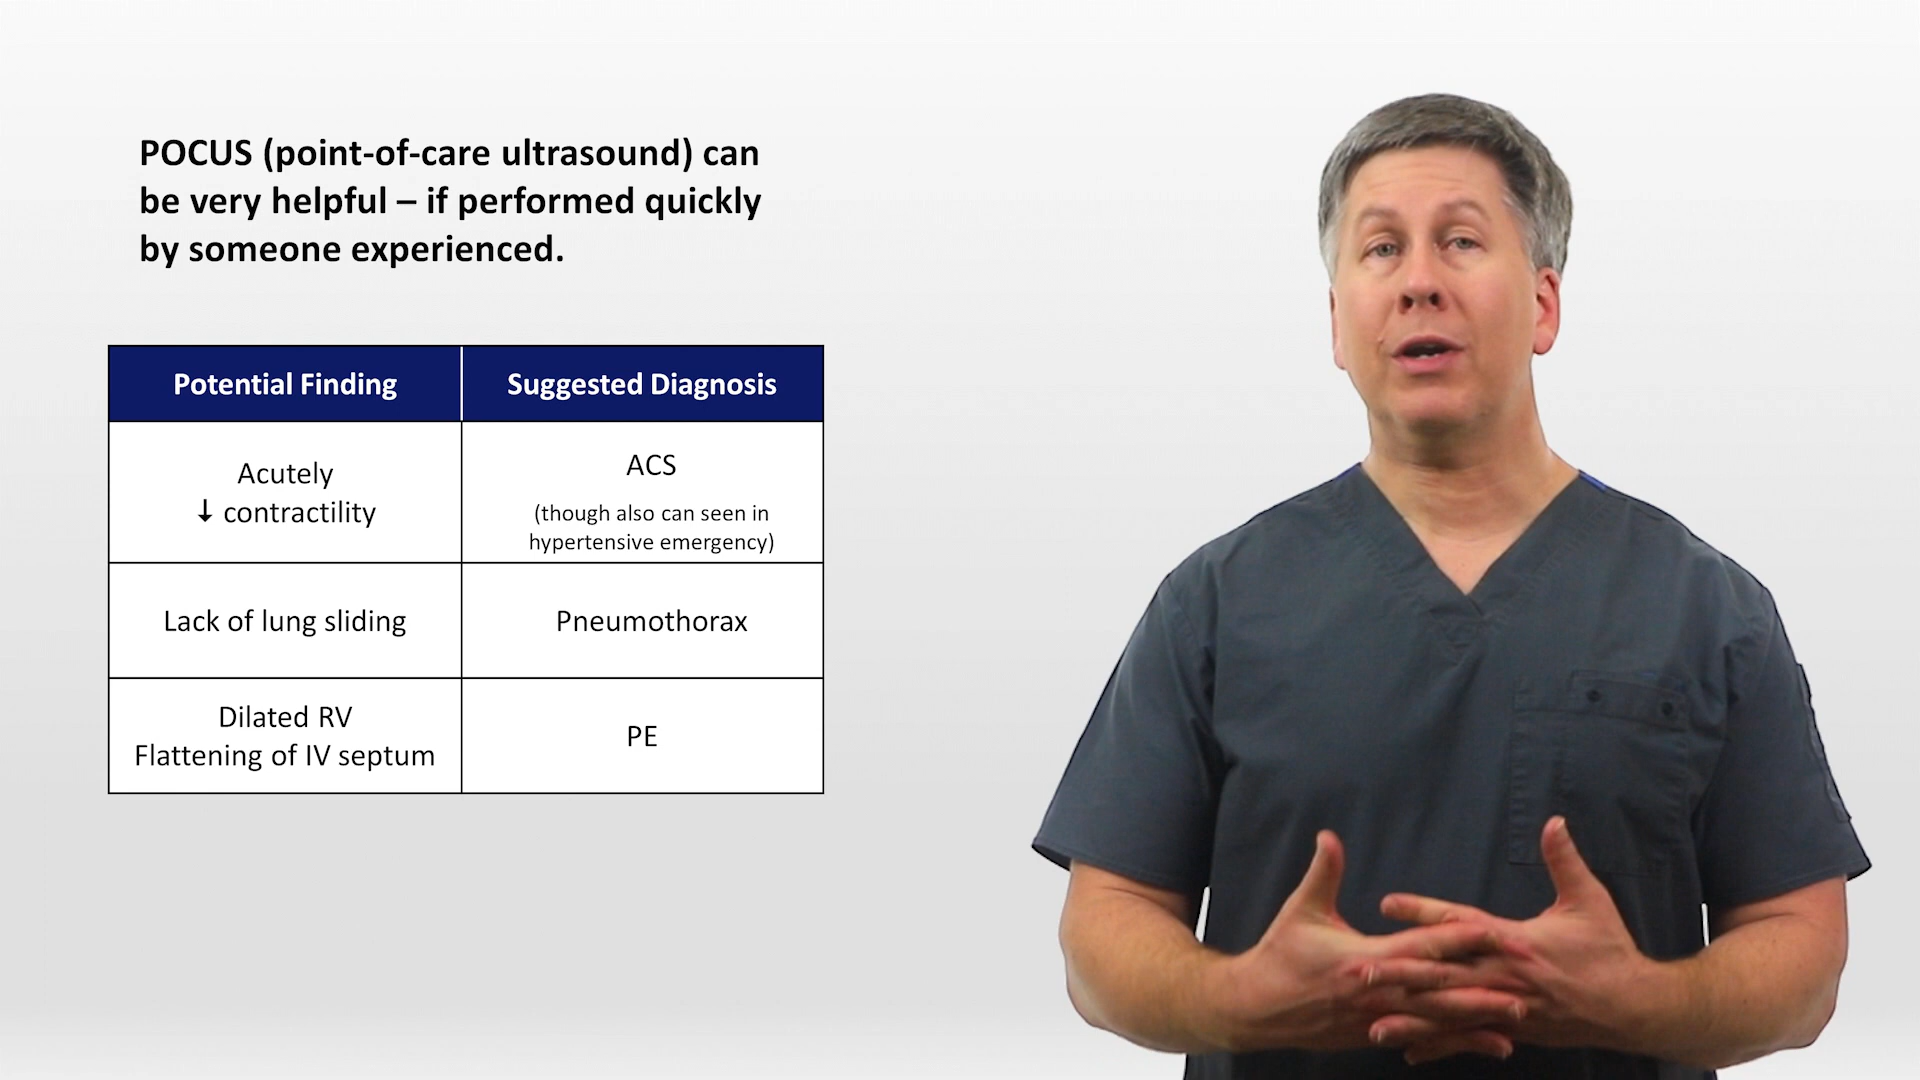 POCUS (point-of-care ultrasound) can
be very helpful – if performed quickly
by someone experienced.
Potential Finding
Suggested Diagnosis
Acutely
↓ contractility
ACS
(though also can seen in
hypertensive emergency)
Lack of lung sliding
Pneumothorax
Dilated RV
Flattening of IV septum
PE